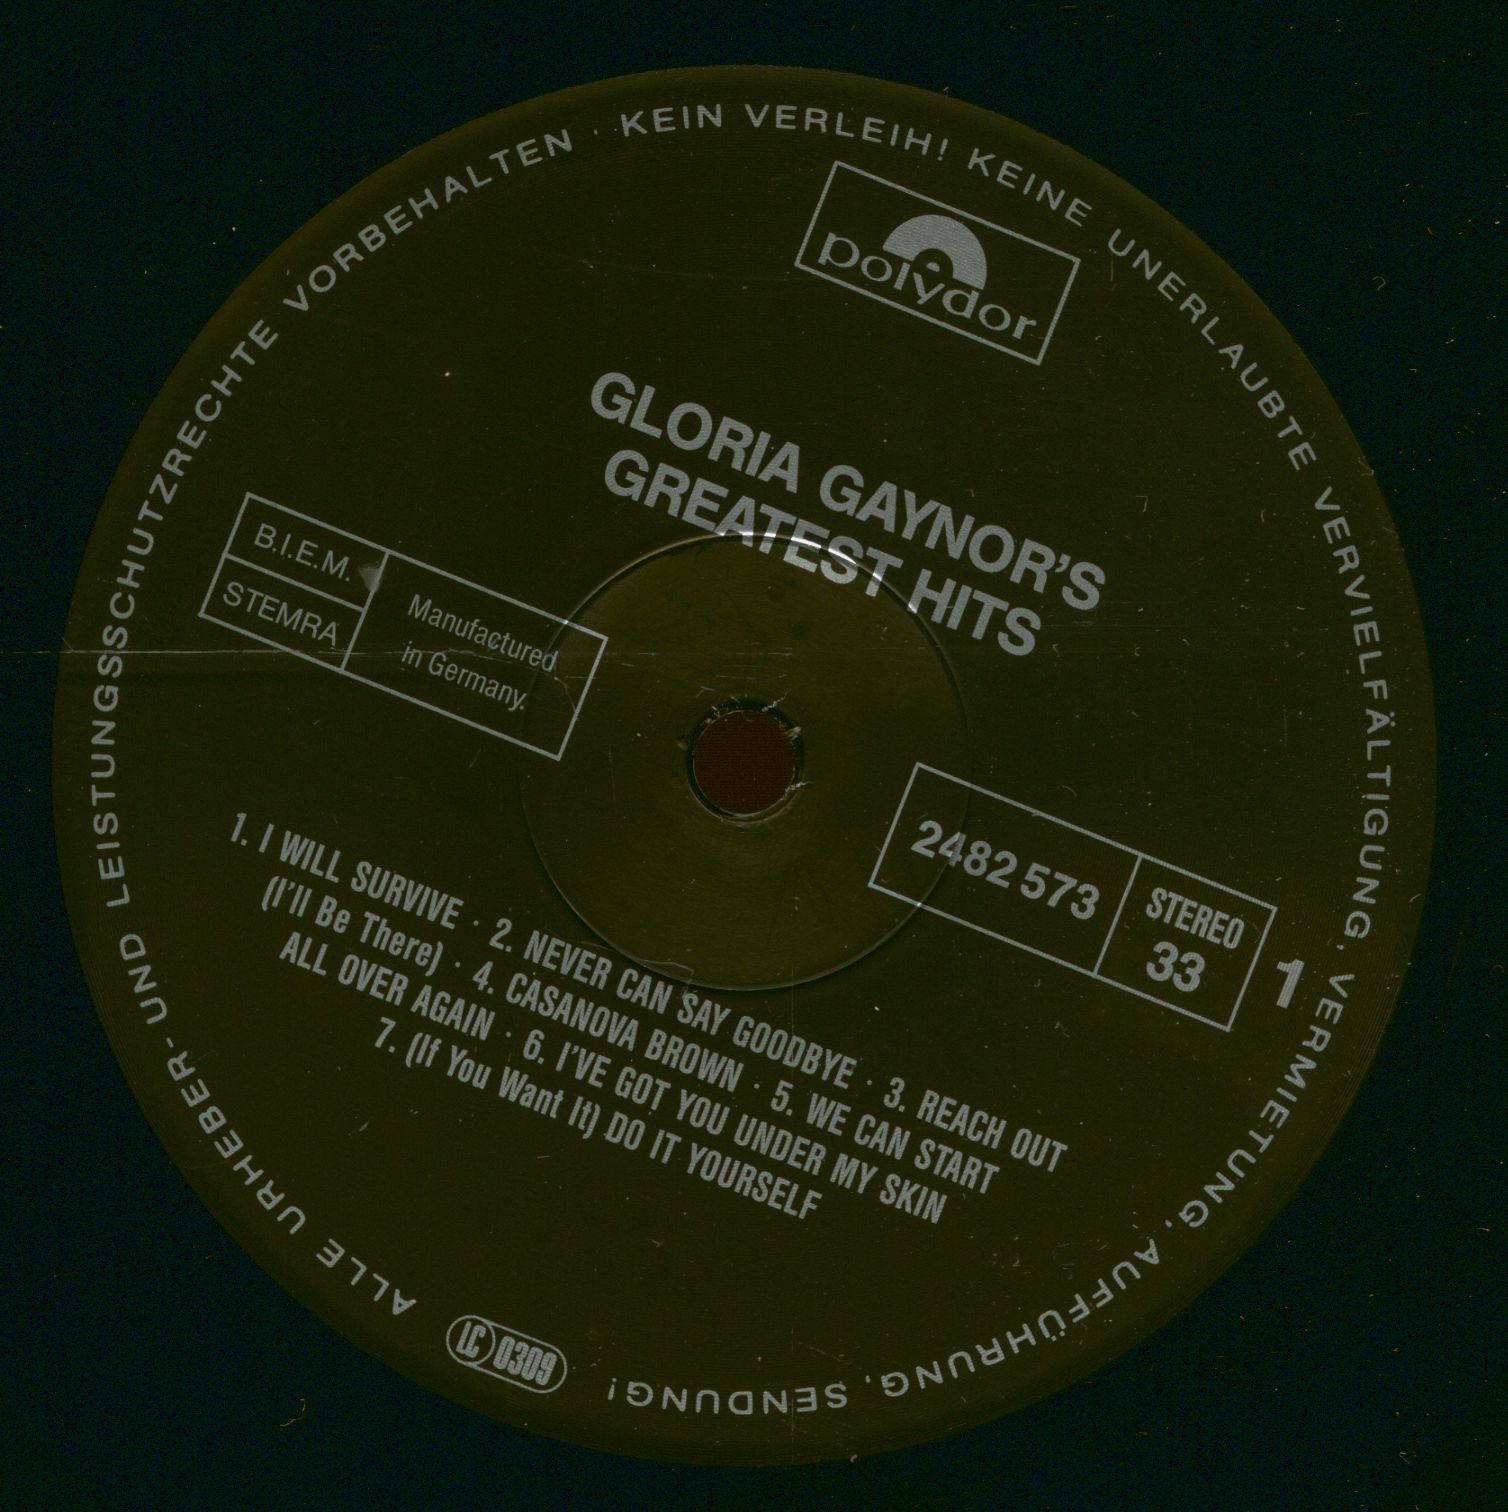 ALLE URHEBER- UND LEISTUNGSSCHUTZRECHTE VORBEHALTEN · KEIN VERLEIH! KEINE UNERLAUBTE VERVIELFÄLTIGUNG, VERMIETUNG, AUFFÜHRUNG, SENDUNG!
polydor
GLORIA GAYNOR'S
GREATEST HITS
B.I.E.M.
STEMRA
Manufactured
in Germany.
2482 573
STEREO
33
1
1. I WILL SURVIVE · 2. NEVER CAN SAY GOODBYE · 3. REACH OUT
(I'll Be There) · 4. CASANOVA BROWN · 5. WE CAN START
ALL OVER AGAIN · 6. I'VE GOT YOU UNDER MY SKIN
7. (If You Want It) DO IT YOURSELF
LC 0309